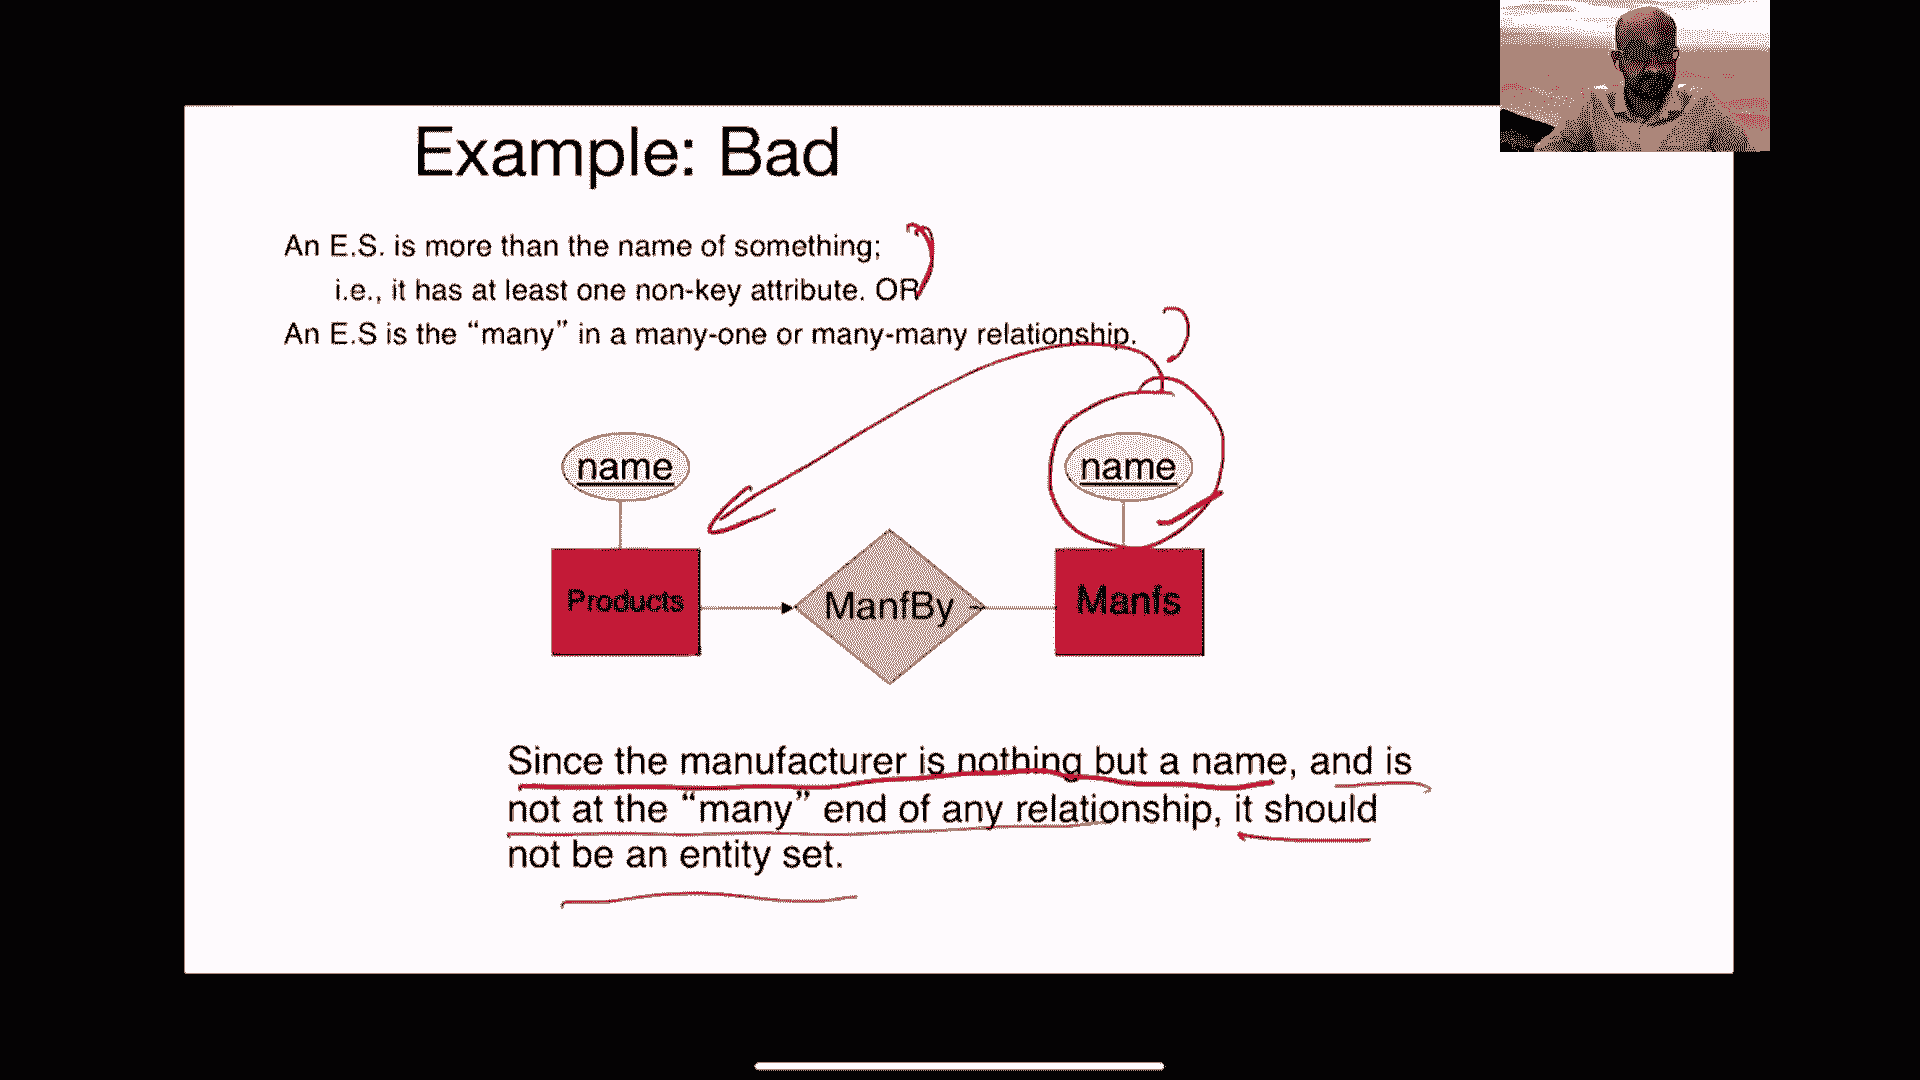 Example: Bad
An E.S. is more than the name of something;
i.e., it has at least one non-key attribute. OR
An E.S is the “many” in a many-one or many-many relationship.
name
name
Products
ManfBy
Manfs
Since the manufacturer is nothing but a name, and is
not at the “many” end of any relationship, it should
not be an entity set.